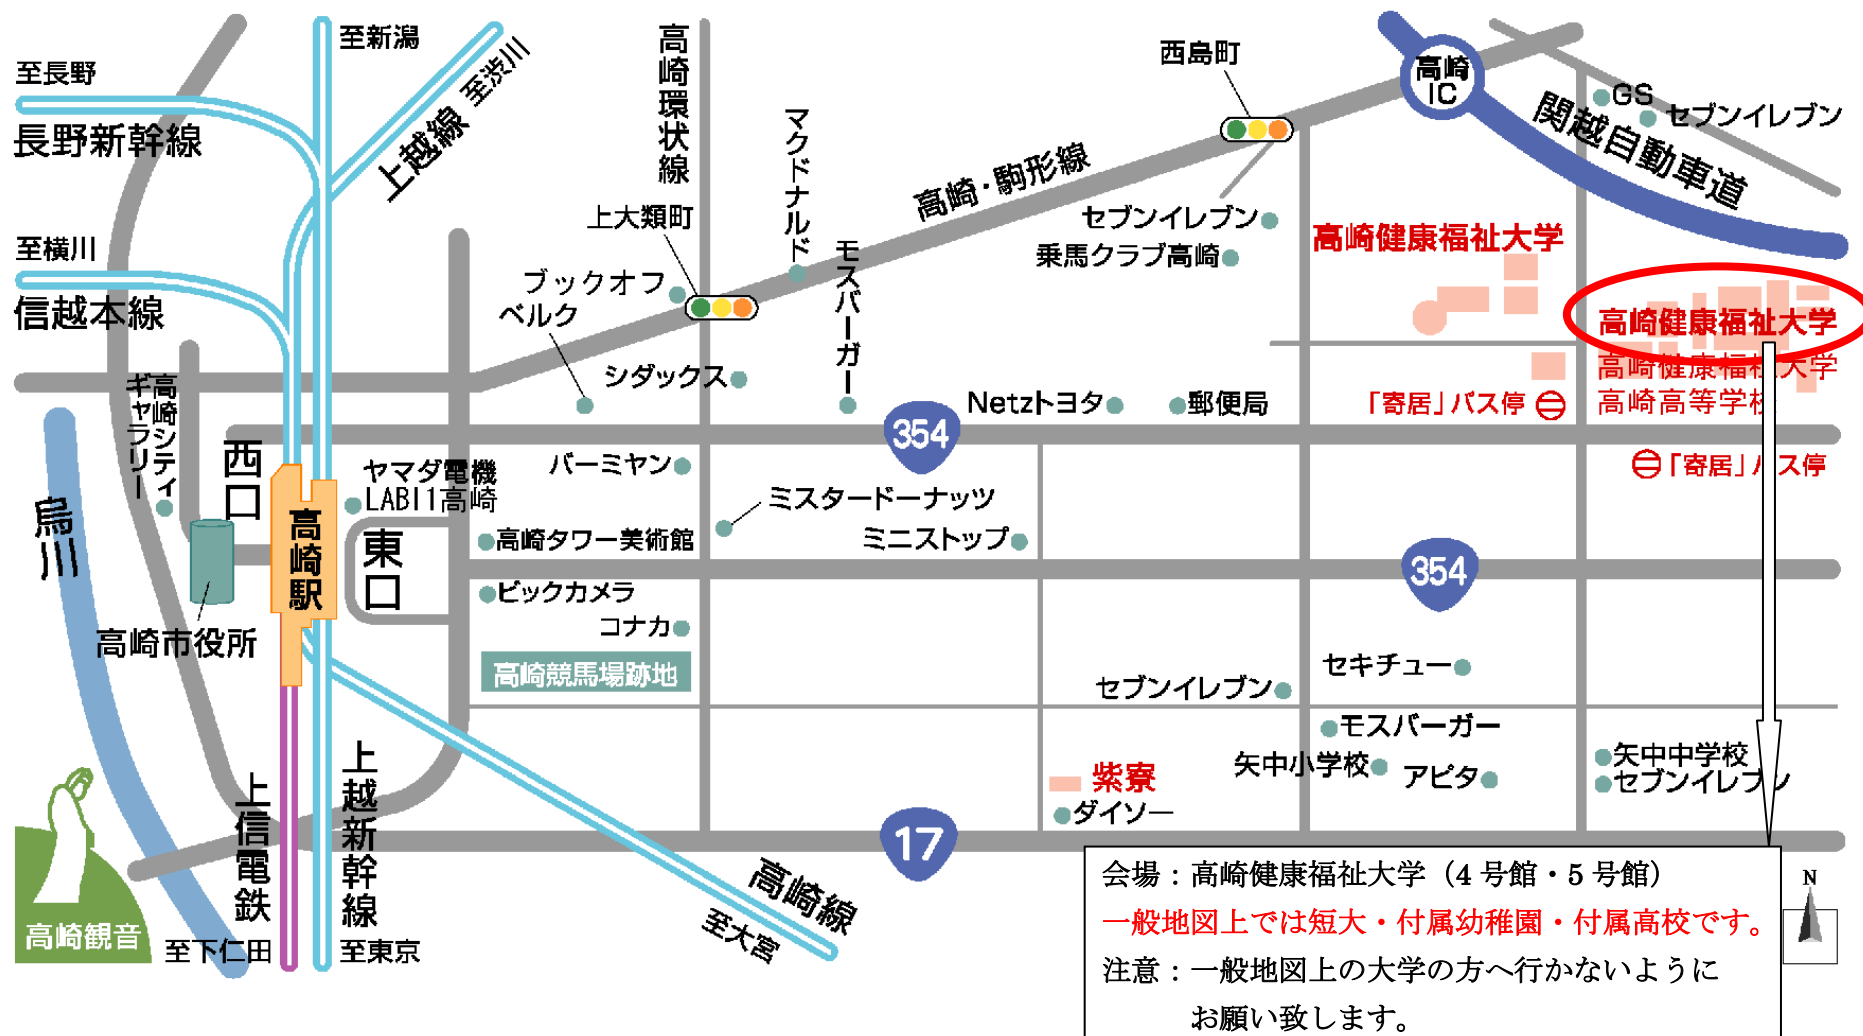 至長野
長野新幹線
至新潟
上越線
至渋川
高崎環状線
マクドナルド
西島町
高崎
IC
GS
セブンイレブン
関越自動車道
高崎・駒形線
上大類町
セブンイレブン
乗馬クラブ高崎
高崎健康福祉大学
至横川
信越本線
ブックオフ
ベルク
モスバーガー
高崎健康福祉大学
高崎健康福祉大学
高崎高等学校
シダックス
Netzトヨタ
郵便局
「寄居」バス停
高崎シティ
ギャラリー
354
「寄居」バス停
西口
ヤマダ電機
LABI1高崎
バーミヤン
ミスタードーナッツ
烏川
高崎駅
東口
高崎タワー美術館
ミニストップ
354
ビックカメラ
コナカ
高崎市役所
高崎競馬場跡地
セキチュー
セブンイレブン
モスバーガー
矢中小学校
アピタ
矢中中学校
セブンイレブン
紫寮
ダイソー
上信電鉄
上越新幹線
17
高崎線
至大宮
高崎観音
至下仁田
至東京
会場：高崎健康福祉大学（4号館・5号館）
一般地図上では短大・付属幼稚園・付属高校です。
注意：一般地図上の大学の方へ行かないように
お願い致します。
N